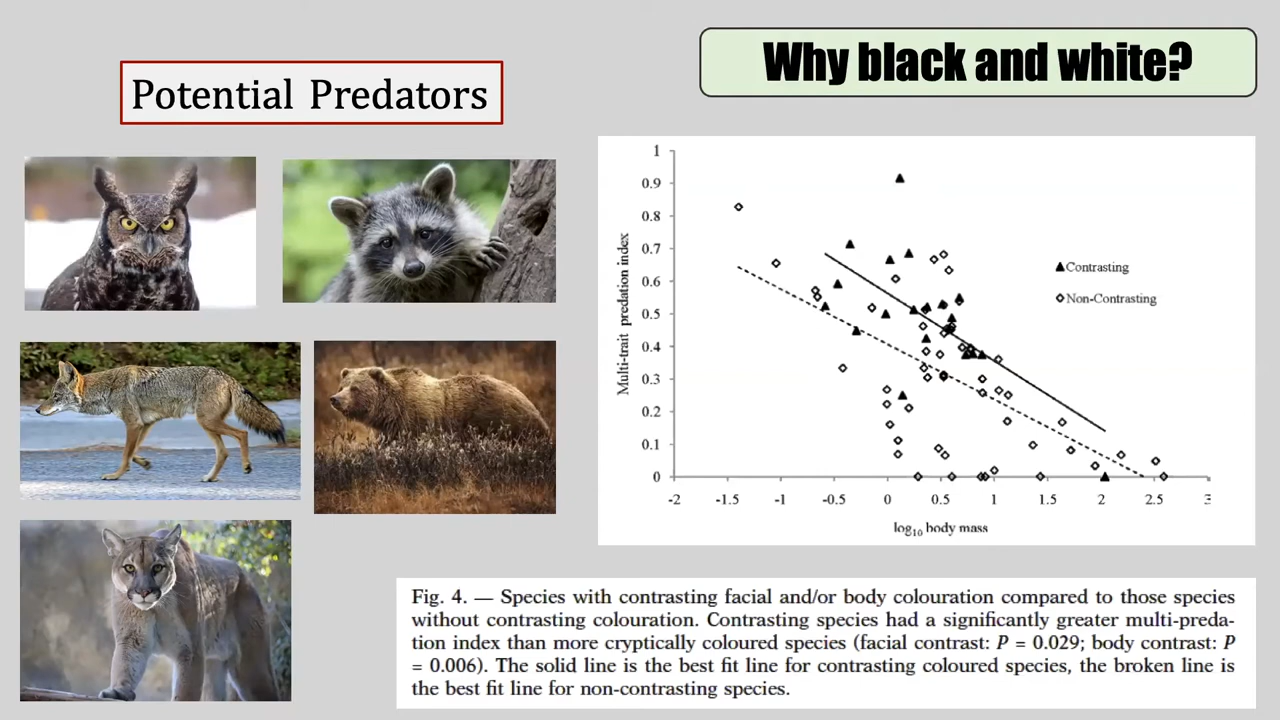 Why black and white?
Potential Predators
1
0.9
0.8
0.7
0.6
0.5
0.4
0.3
0.2
0.1
0
Multi-trait predation index
Contrasting
Non-Contrasting
-2 -1.5 -1 -0.5 0 0.5 1 1.5 2 2.5 3
log10 body mass
Fig. 4. — Species with contrasting facial and/or body colouration compared to those species
without contrasting colouration. Contrasting species had a significantly greater multi-preda-
tion index than more cryptically coloured species (facial contrast: P = 0.029; body contrast: P
= 0.006). The solid line is the best fit line for contrasting coloured species, the broken line is
the best fit line for non-contrasting species.